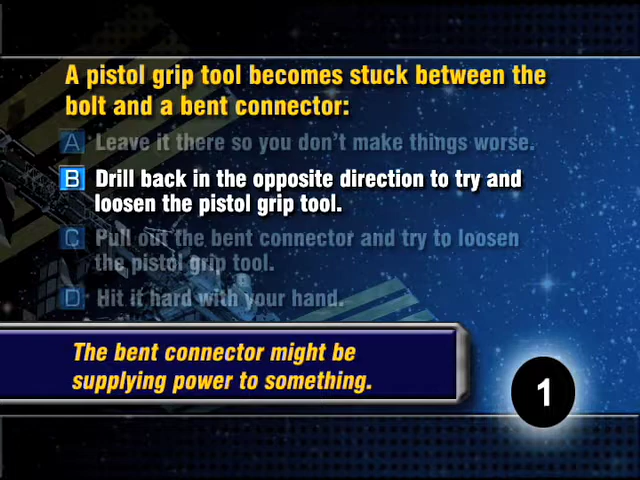 A pistol grip tool becomes stuck between the
bolt and a bent connector:
A Leave it there so you don't make things worse.
B Drill back in the opposite direction to try and
loosen the pistol grip tool.
C Pull out the bent connector and try to loosen
the pistol grip tool.
D Hit it hard with your hand.
The bent connector might be
supplying power to something.
1